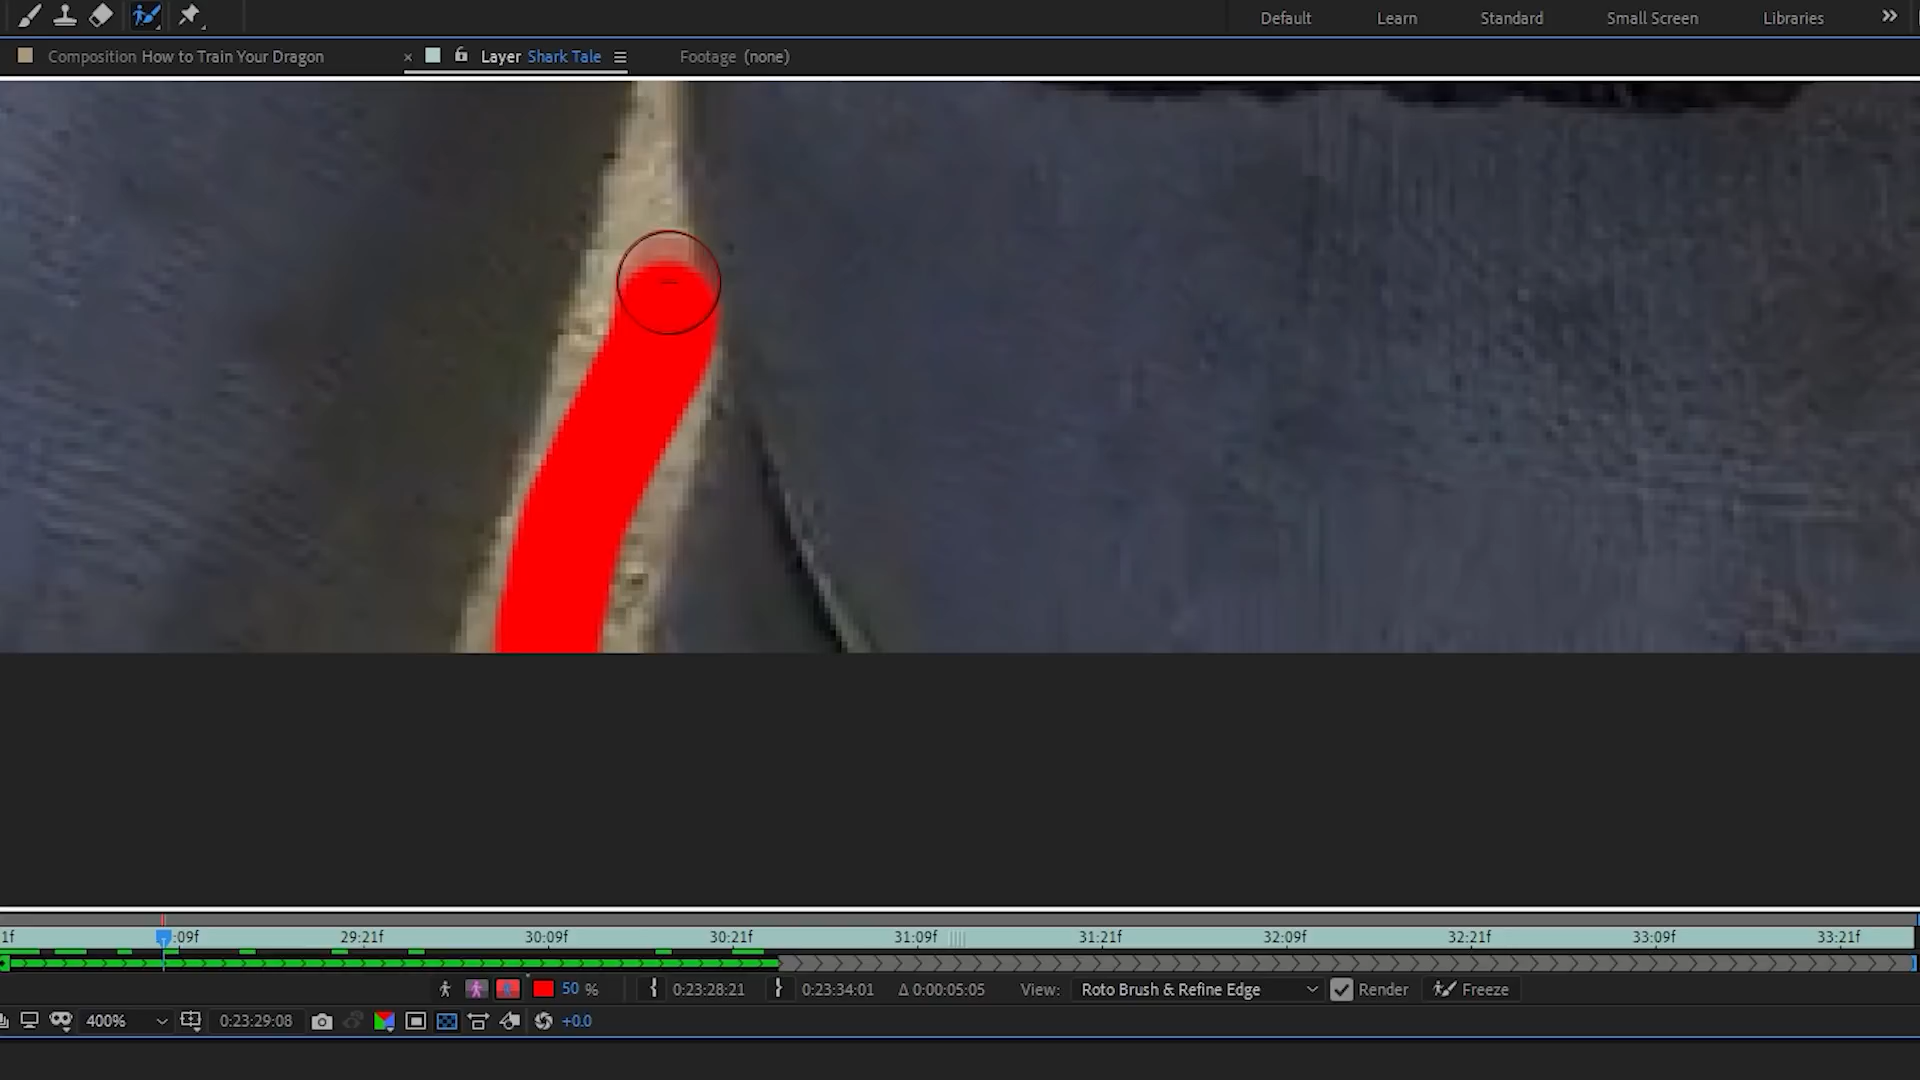 Default Learn Standard Small Screen Libraries
Composition How to Train Your Dragon × Layer Shark Tale Footage (none)
1f :09f 29:21f 30:09f 30:21f 31:09f 31:21f 32:09f 32:21f 33:09f 33:21f
50 % 0:23:28:21 0:23:34:01 Δ 0:00:05:05 View: Roto Brush & Refine Edge Render Freeze
400% 0:23:29:08 +0.0